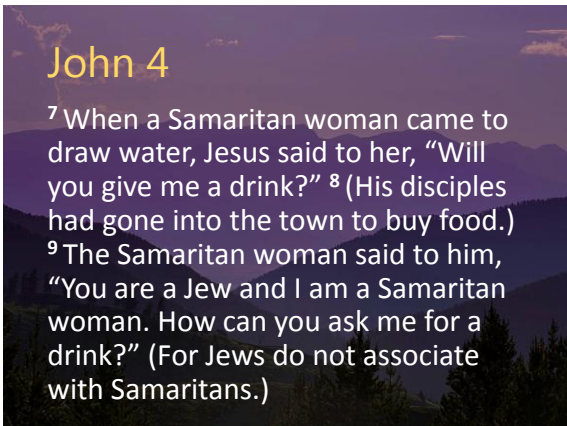 John 4
⁷ When a Samaritan woman came to
draw water, Jesus said to her, “Will
you give me a drink?” ⁸ (His disciples
had gone into the town to buy food.)
⁹ The Samaritan woman said to him,
“You are a Jew and I am a Samaritan
woman. How can you ask me for a
drink?” (For Jews do not associate
with Samaritans.)